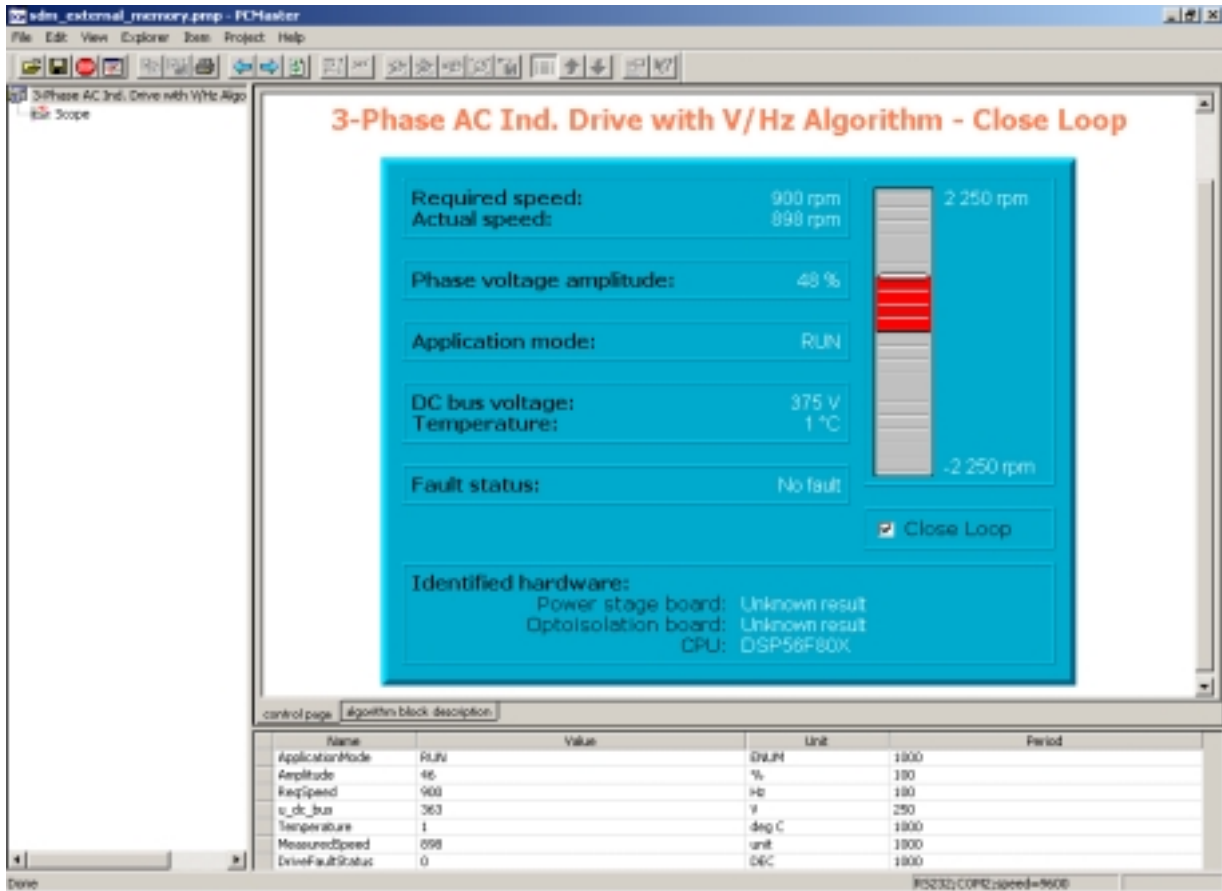 sdm_external_memory.pmp - PCMaster
File Edit View Explorer Item Project Help
3-Phase AC Ind. Drive with V/Hz Algo
Scope
3-Phase AC Ind. Drive with V/Hz Algorithm - Close Loop
Required speed: 900 rpm
Actual speed: 898 rpm
2 250 rpm
Phase voltage amplitude: 48 %
Application mode: RUN
DC bus voltage: 375 V
Temperature: 1 °C
-2 250 rpm
Fault status: No fault
Close Loop
Identified hardware:
Power stage board: Unknown result
Optoisolation board: Unknown result
CPU: DSP56F80X
control page algorithm block description
Name Value Unit Period
ApplicationMode RUN ENUM 1000
Amplitude 46 % 100
ReqSpeed 900 Hz 100
u_dc_bus 363 V 250
Temperature 1 deg C 1000
MeasuredSpeed 898 unit 1000
DriveFaultStatus 0 DEC 1000
Done RS232;COM2;speed=9600